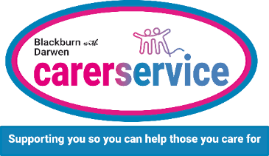 Blackburn with
Darwen
carerservice
Supporting you so you can help those you care for